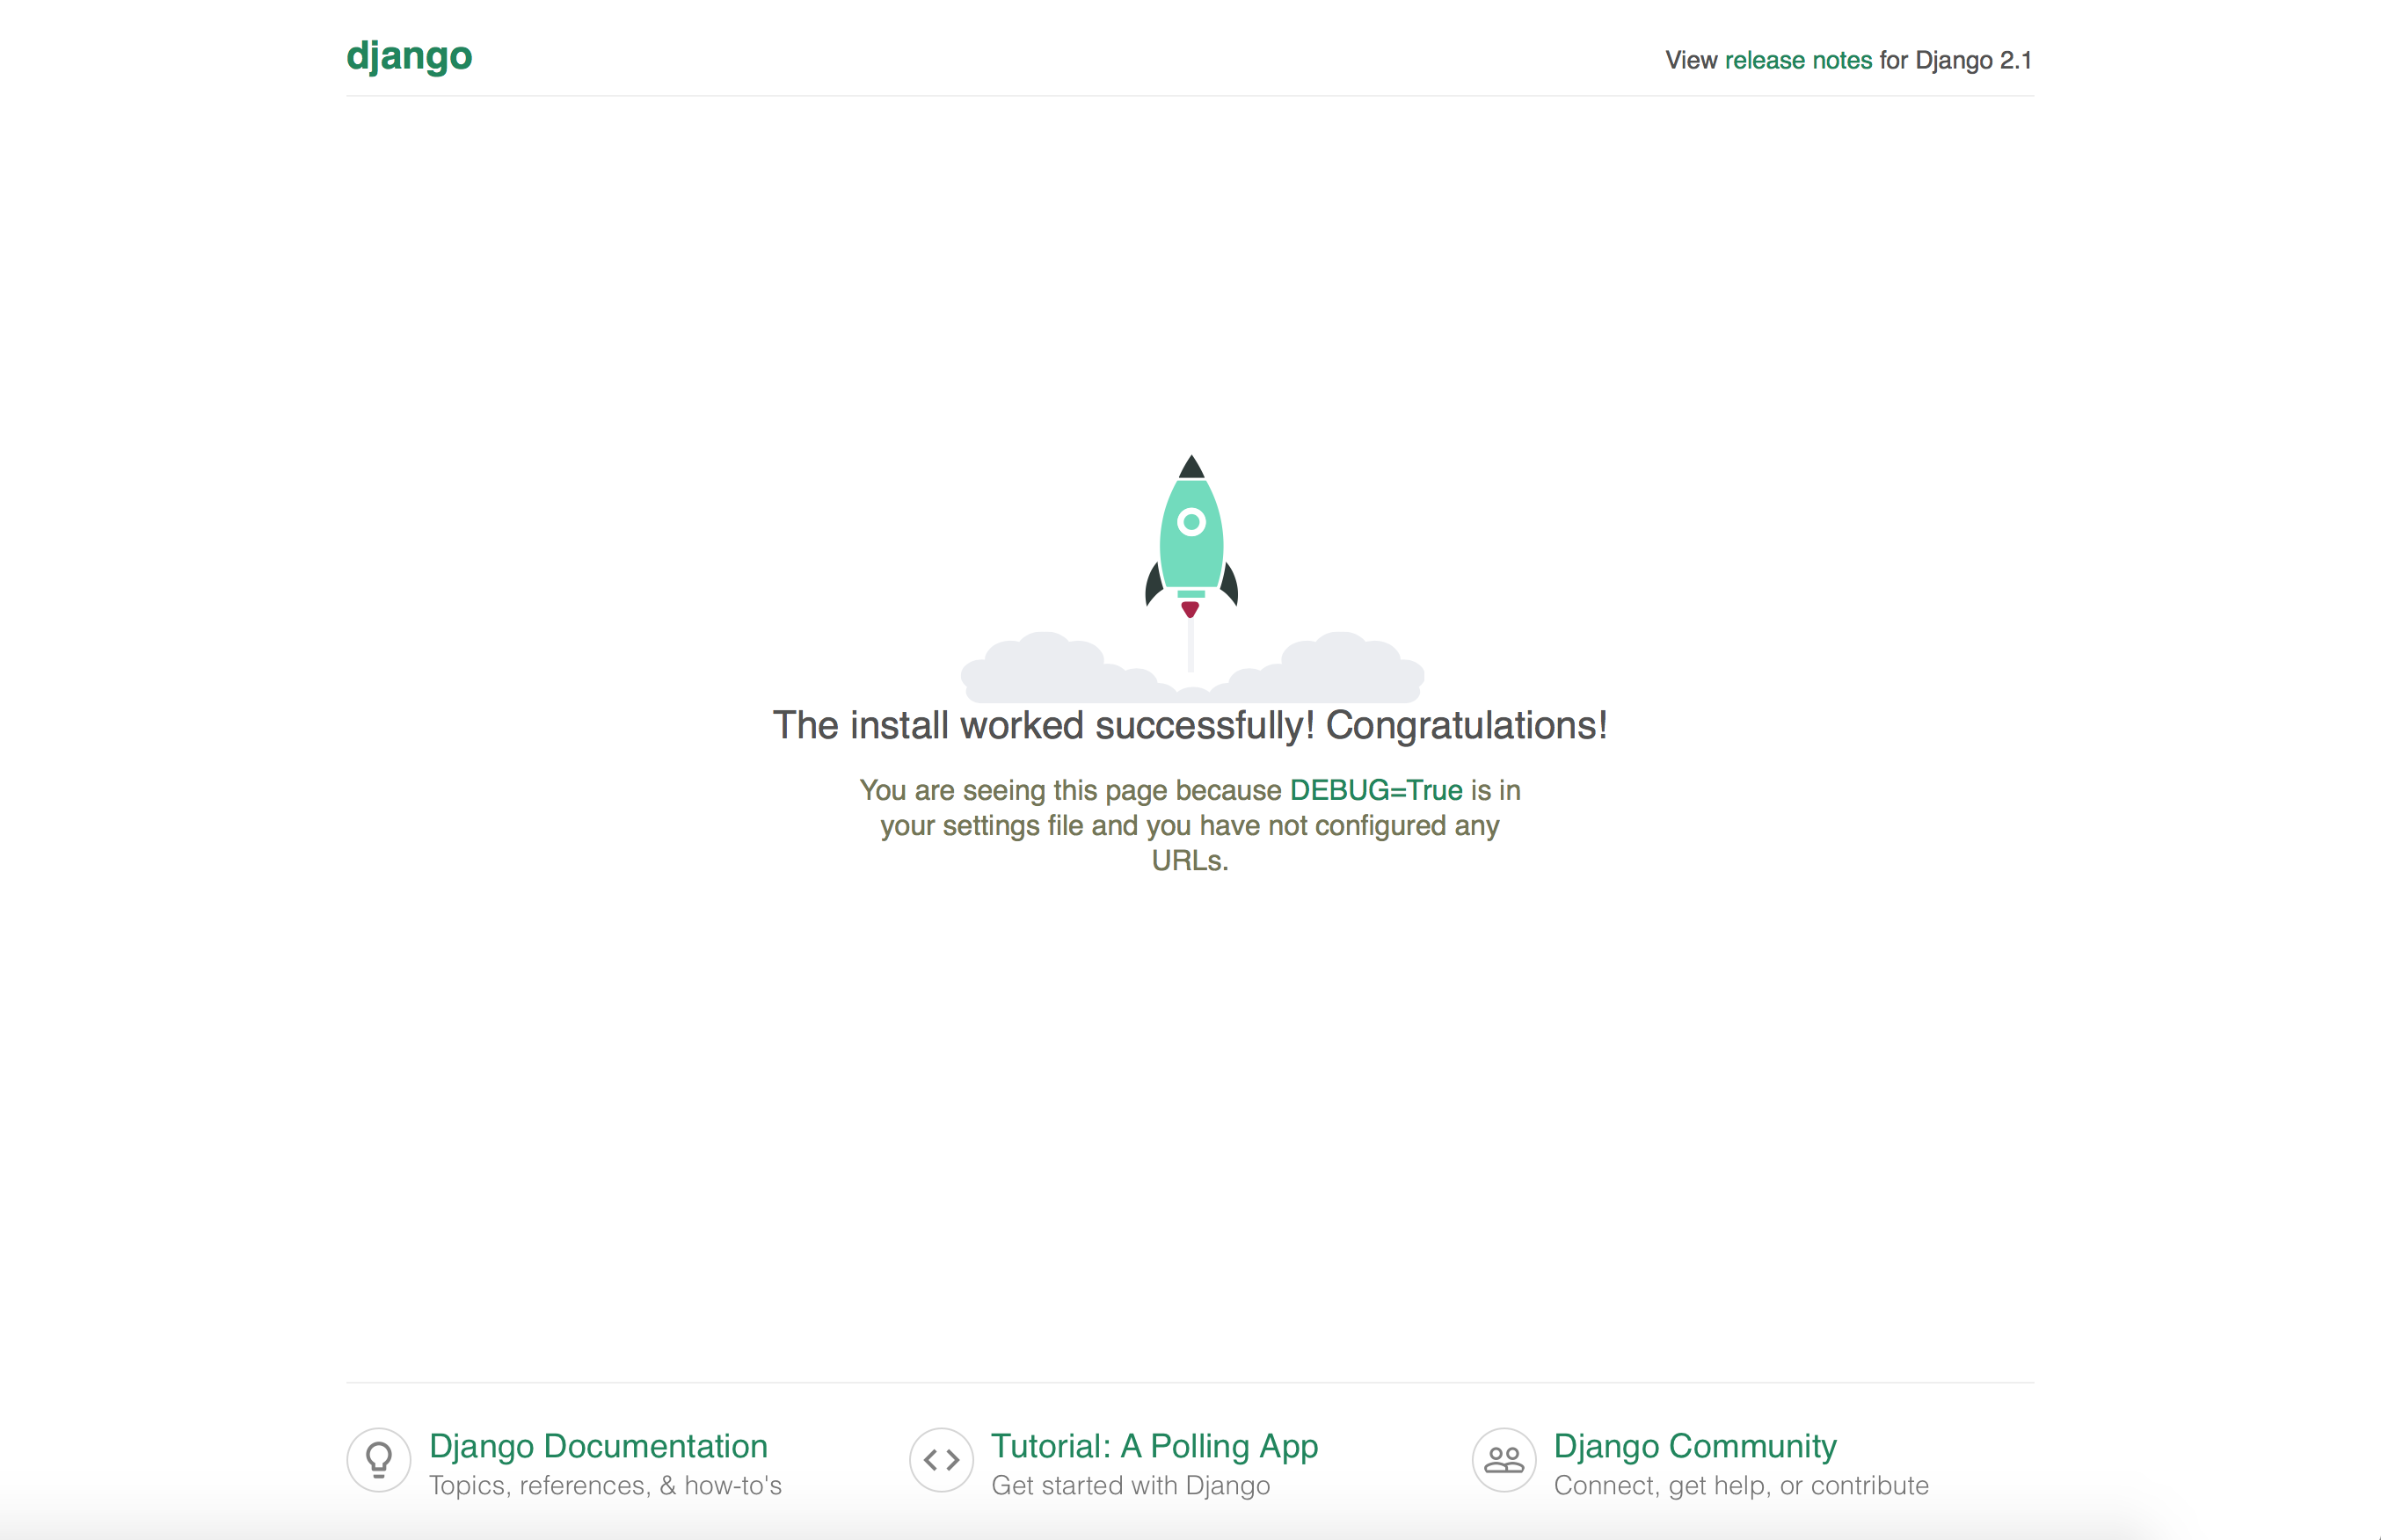 django
View release notes for Django 2.1
The install worked successfully! Congratulations!
You are seeing this page because DEBUG=True is in
your settings file and you have not configured any
URLs.
Django Documentation
Topics, references, & how-to's
Tutorial: A Polling App
Get started with Django
Django Community
Connect, get help, or contribute